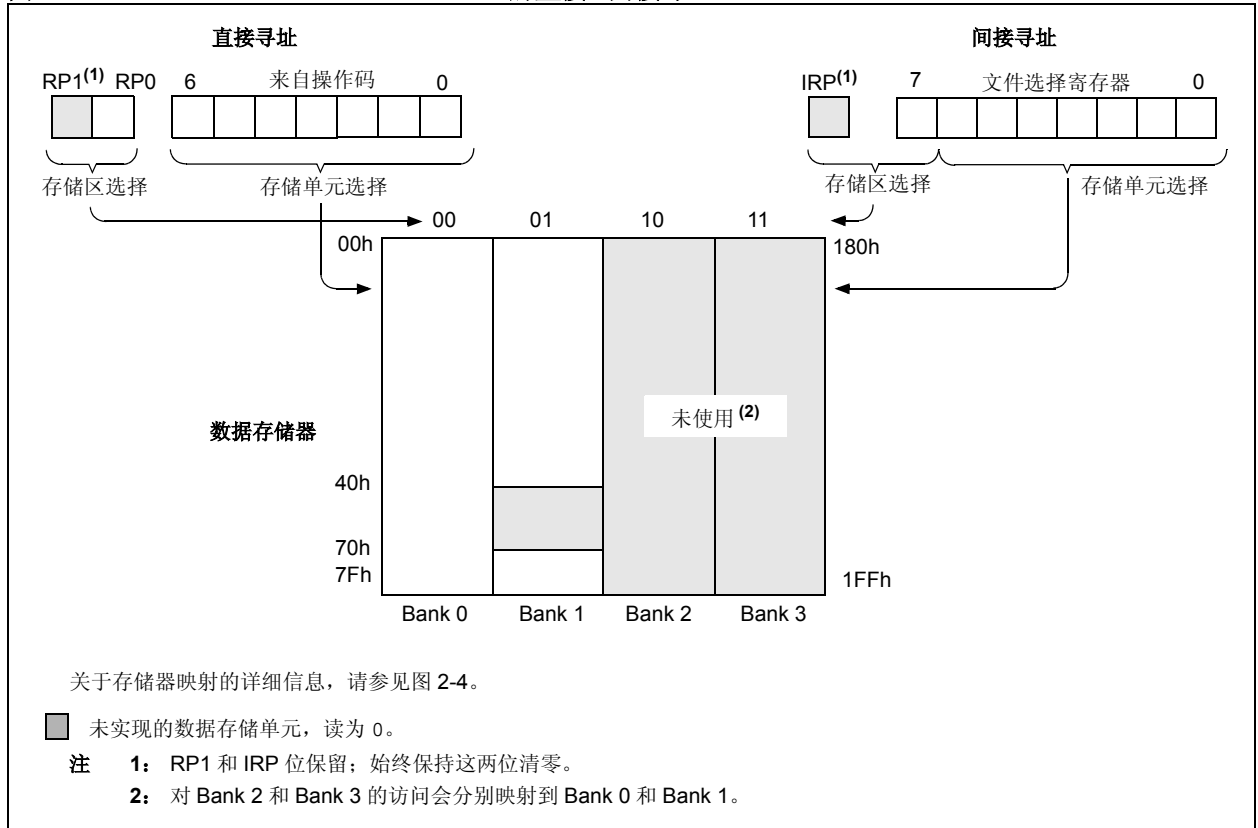 直接寻址 间接寻址
RP1(1) RP0 6 来自操作码 0 IRP(1) 7 文件选择寄存器 0
存储区选择 存储单元选择 存储区选择 存储单元选择
00 01 10 11
00h 180h
未使用(2)
数据存储器
40h
70h
7Fh 1FFh
Bank 0 Bank 1 Bank 2 Bank 3
关于存储器映射的详细信息，请参见图 2-4。
未实现的数据存储单元，读为 0。
注 1： RP1 和 IRP 位保留；始终保持这两位清零。
2： 对 Bank 2 和 Bank 3 的访问会分别映射到 Bank 0 和 Bank 1。